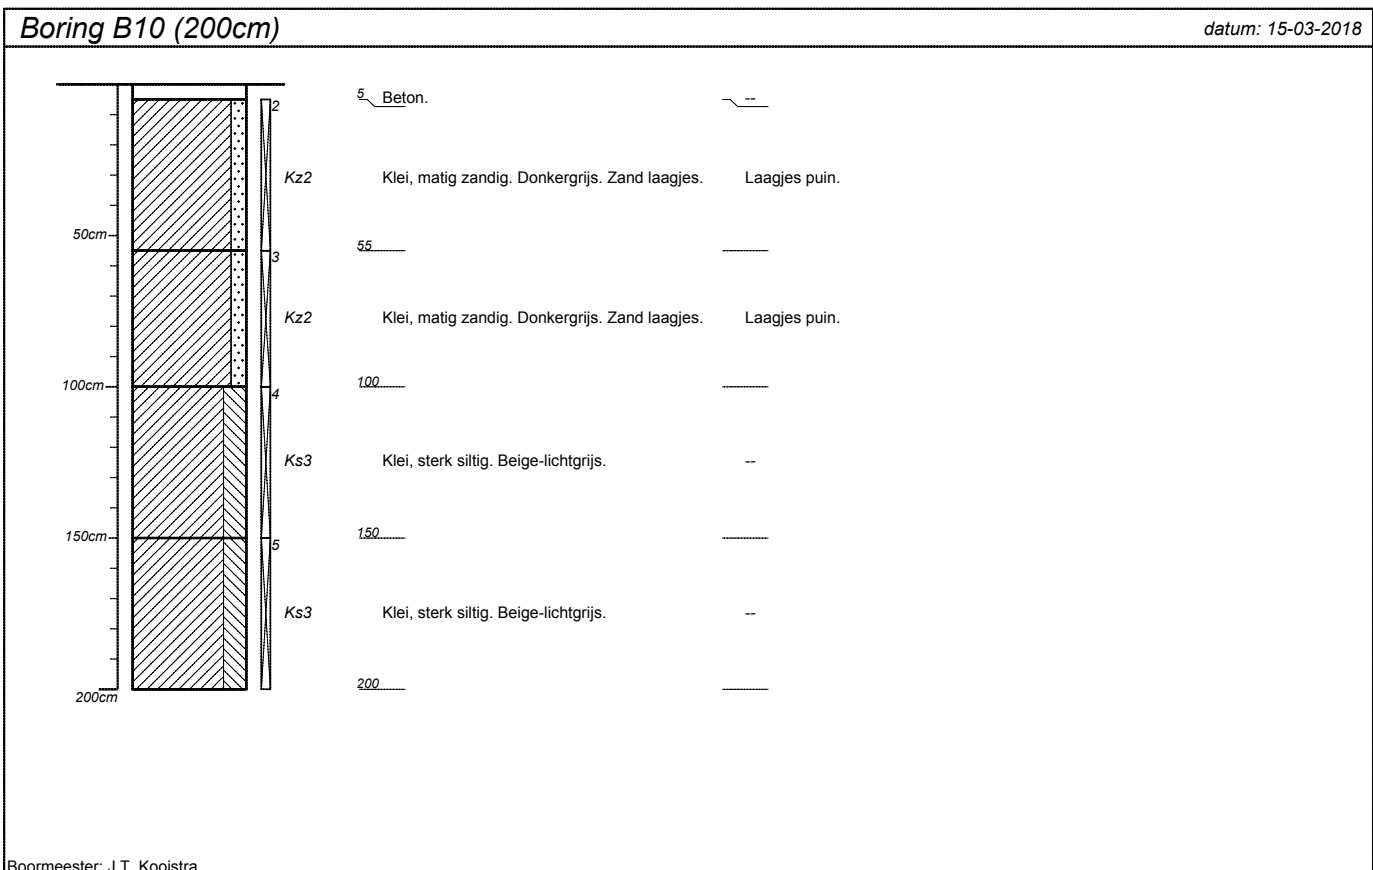 Boring B10 (200cm)
datum: 15-03-2018
5 Beton. --
2
Kz2 Klei, matig zandig. Donkergrijs. Zand laagjes. Laagjes puin.
50cm
55
3
Kz2 Klei, matig zandig. Donkergrijs. Zand laagjes. Laagjes puin.
100cm
100
4
Ks3 Klei, sterk siltig. Beige-lichtgrijs. --
150cm
150
5
Ks3 Klei, sterk siltig. Beige-lichtgrijs. --
200
200cm
Boormeester: J.T. Kooistra